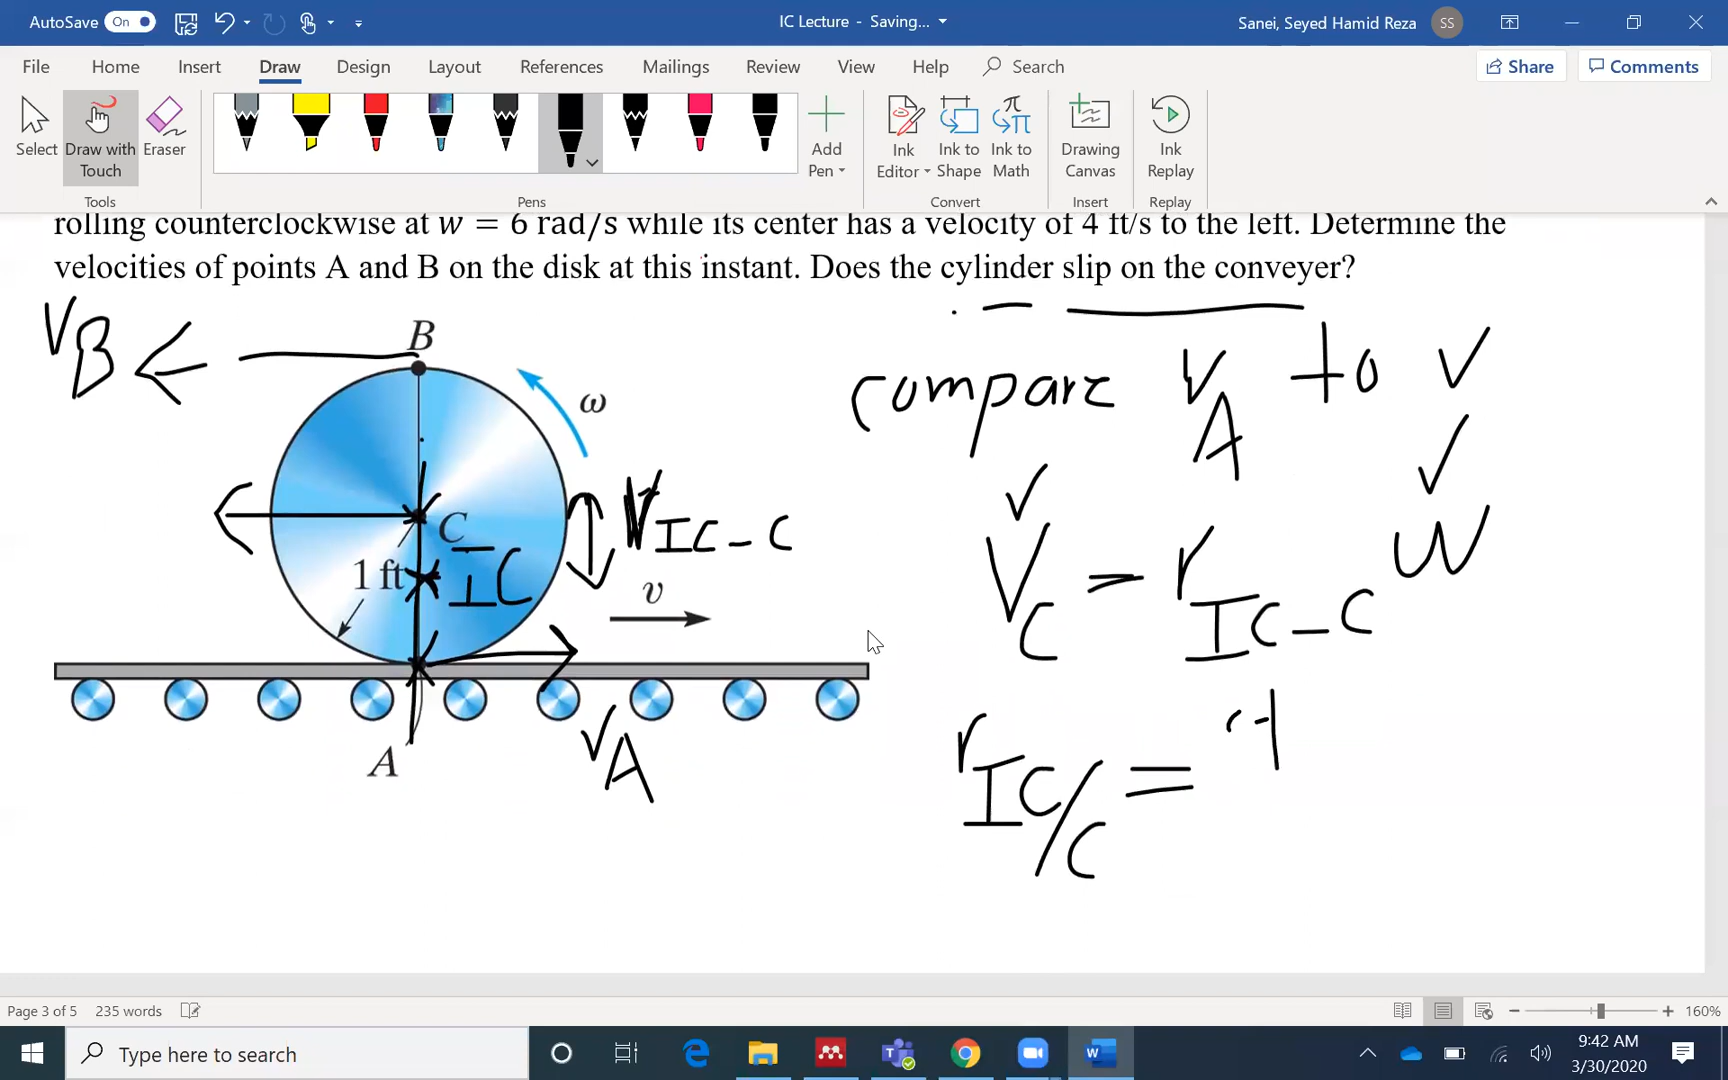 AutoSave On IC Lecture - Saving... Sanei, Seyed Hamid Reza SS
File Home Insert Draw Design Layout References Mailings Review View Help Search Share Comments
Select Draw with Touch Eraser Add Pen Ink Editor Ink to Shape Ink to Math Drawing Canvas Ink Replay
Tools Pens Convert Insert Replay
rolling counterclockwise at w = 6 rad/s while its center has a velocity of 4 ft/s to the left. Determine the
velocities of points A and B on the disk at this instant. Does the cylinder slip on the conveyer?
VB
B
ω
compare VA to v
C
rIC-C
VC = rIC-C W
1 ft
IC
v
A
VA
rIC/C =
Page 3 of 5 235 words 160%
Type here to search
9:42 AM
3/30/2020